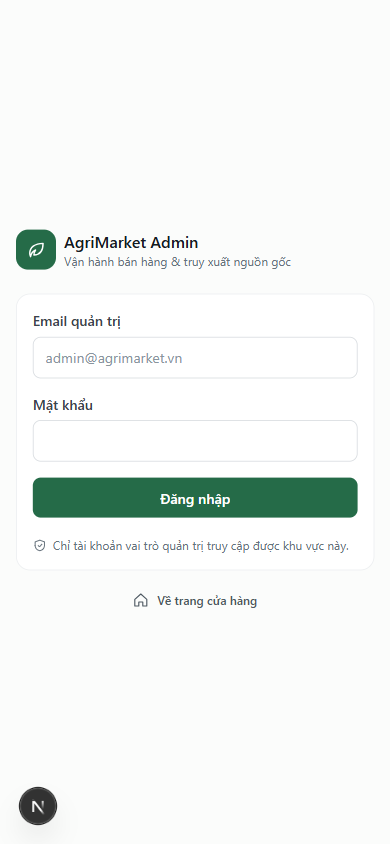 AgriMarket Admin
Vận hành bán hàng & truy xuất nguồn gốc
Email quản trị
admin@agrimarket.vn
Mật khẩu
Đăng nhập
Chỉ tài khoản vai trò quản trị truy cập được khu vực này.
Về trang cửa hàng
N